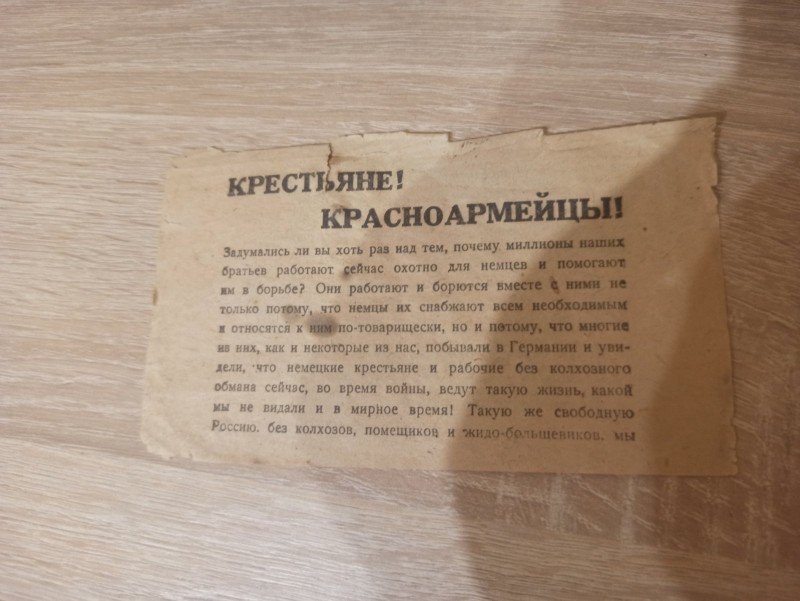 КРЕСТЬЯНЕ!
КРАСНОАРМЕЙЦЫ!
Задумались ли вы хоть раз над тем, почему миллионы наших
братьев работают сейчас охотно для немцев и помогают
им в борьбе? Они работают и борются вместе с ними не
только потому, что немцы их снабжают всем необходимым
и относятся к ним по-товарищески, но и потому, что многие
из них, как и некоторые из нас, побывали в Германии и уви-
дели, что немецкие крестьяне и рабочие без колхозного
обмана сейчас, во время войны, ведут такую жизнь, какой
мы не видали и в мирное время! Такую же свободную
Россию, без колхозов, помещиков и жидо-большевиков, мы